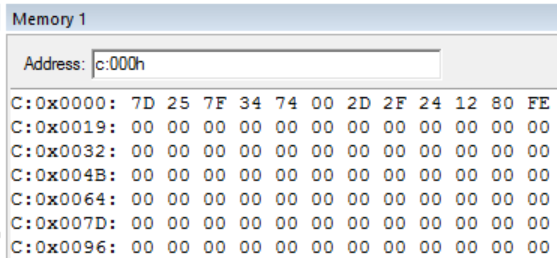 Memory 1
Address: c:000h
C:0x0000: 7D 25 7F 34 74 00 2D 2F 24 12 80 FE
C:0x0019: 00 00 00 00 00 00 00 00 00 00 00 00
C:0x0032: 00 00 00 00 00 00 00 00 00 00 00 00
C:0x004B: 00 00 00 00 00 00 00 00 00 00 00 00
C:0x0064: 00 00 00 00 00 00 00 00 00 00 00 00
C:0x007D: 00 00 00 00 00 00 00 00 00 00 00 00
C:0x0096: 00 00 00 00 00 00 00 00 00 00 00 00